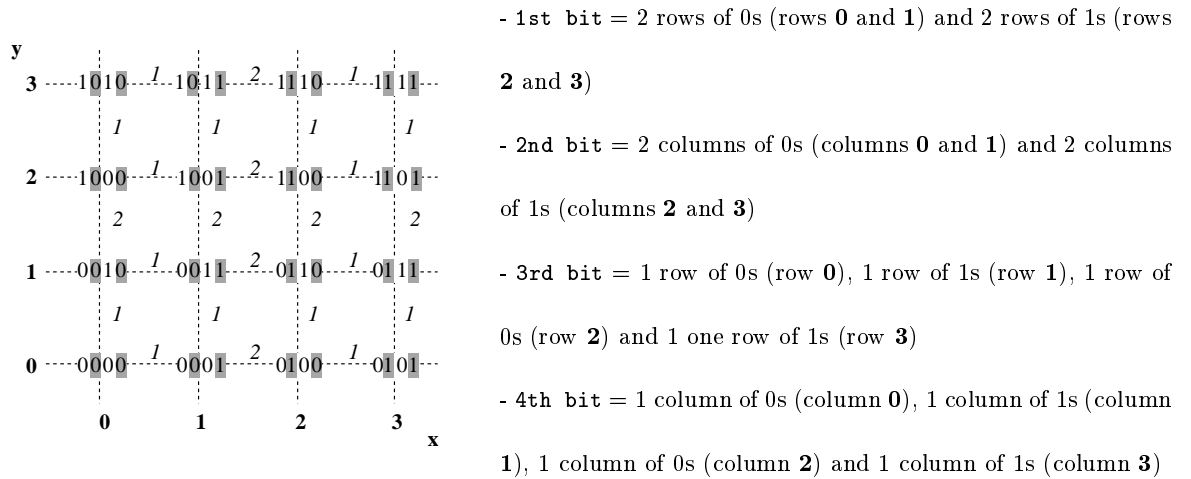 y
3 1010 1 1011 2 1110 1 1111
1 1 1 1
2 1000 1 1001 2 1100 1 1101
2 2 2 2
1 0010 1 0011 2 0110 1 0111
1 1 1 1
0 0000 1 0001 2 0100 1 0101
0 1 2 3
x
- 1st bit = 2 rows of 0s (rows 0 and 1) and 2 rows of 1s (rows
2 and 3)
- 2nd bit = 2 columns of 0s (columns 0 and 1) and 2 columns
of 1s (columns 2 and 3)
- 3rd bit = 1 row of 0s (row 0), 1 row of 1s (row 1), 1 row of
0s (row 2) and 1 one row of 1s (row 3)
- 4th bit = 1 column of 0s (column 0), 1 column of 1s (column
1), 1 column of 0s (column 2) and 1 column of 1s (column 3)